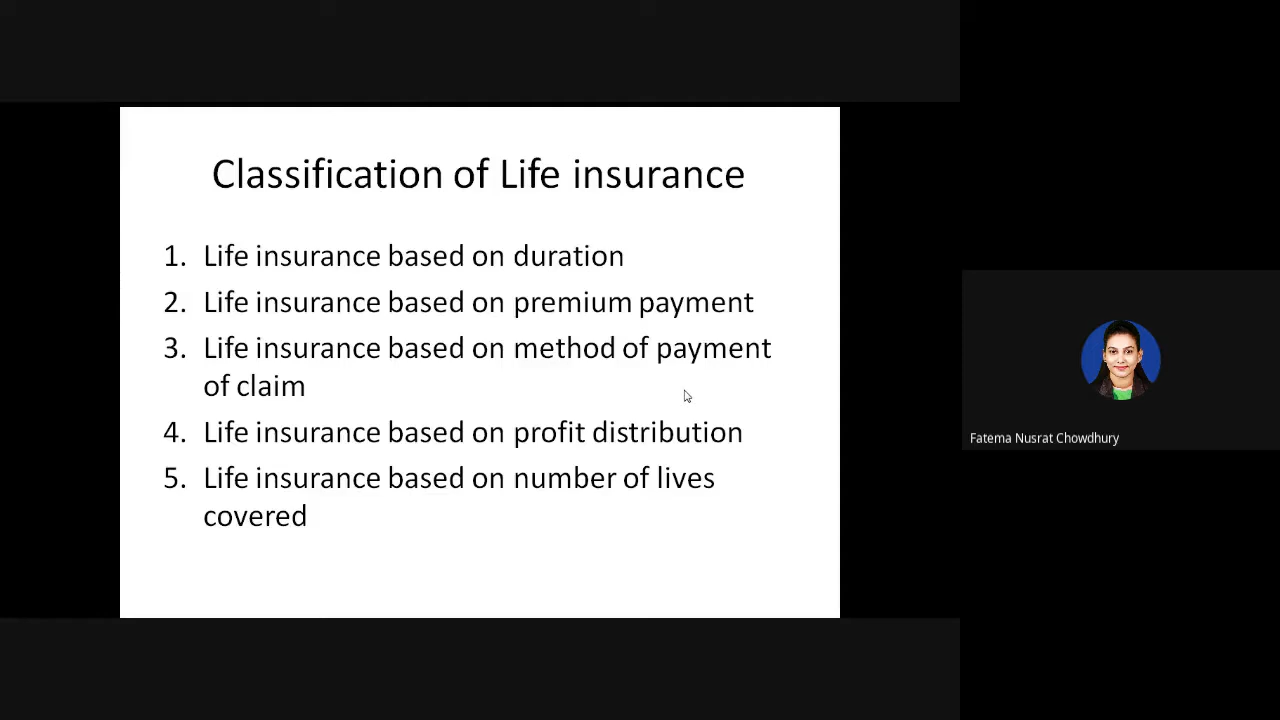 Classification of Life insurance
1. Life insurance based on duration
2. Life insurance based on premium payment
3. Life insurance based on method of payment
of claim
4. Life insurance based on profit distribution
5. Life insurance based on number of lives
covered
Fatema Nusrat Chowdhury